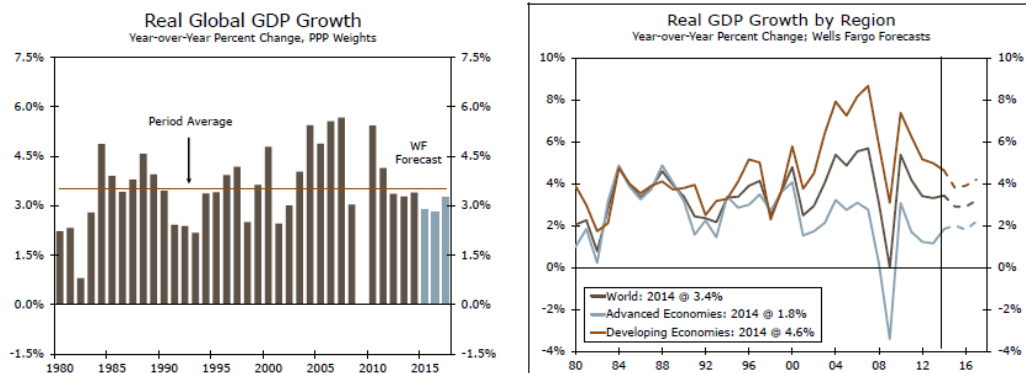 Real Global GDP Growth
Year-over-Year Percent Change, PPP Weights
7.5%
7.5%
6.0%
6.0%
Period Average
WF
Forecast
4.5%
4.5%
3.0%
3.0%
1.5%
1.5%
0.0%
0.0%
-1.5%
-1.5%
1980 1985 1990 1995 2000 2005 2010 2015
Real GDP Growth by Region
Year-over-Year Percent Change; Wells Fargo Forecasts
10%
10%
8%
8%
6%
6%
4%
4%
2%
2%
0%
0%
World: 2014 @ 3.4%
Advanced Economies: 2014 @ 1.8%
Developing Economies: 2014 @ 4.6%
-2%
-2%
-4%
-4%
80 84 88 92 96 00 04 08 12 16